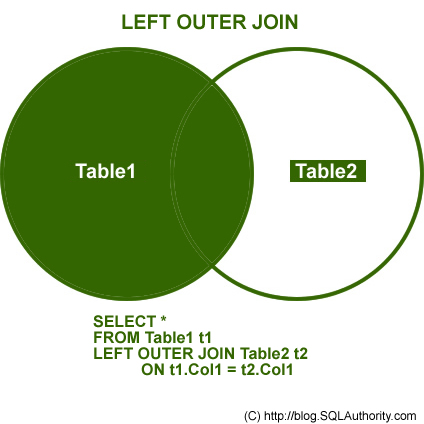 LEFT OUTER JOIN
Table1
Table2
SELECT *
FROM Table1 t1
LEFT OUTER JOIN Table2 t2
ON t1.Col1 = t2.Col1
(C) http://blog.SQLAuthority.com